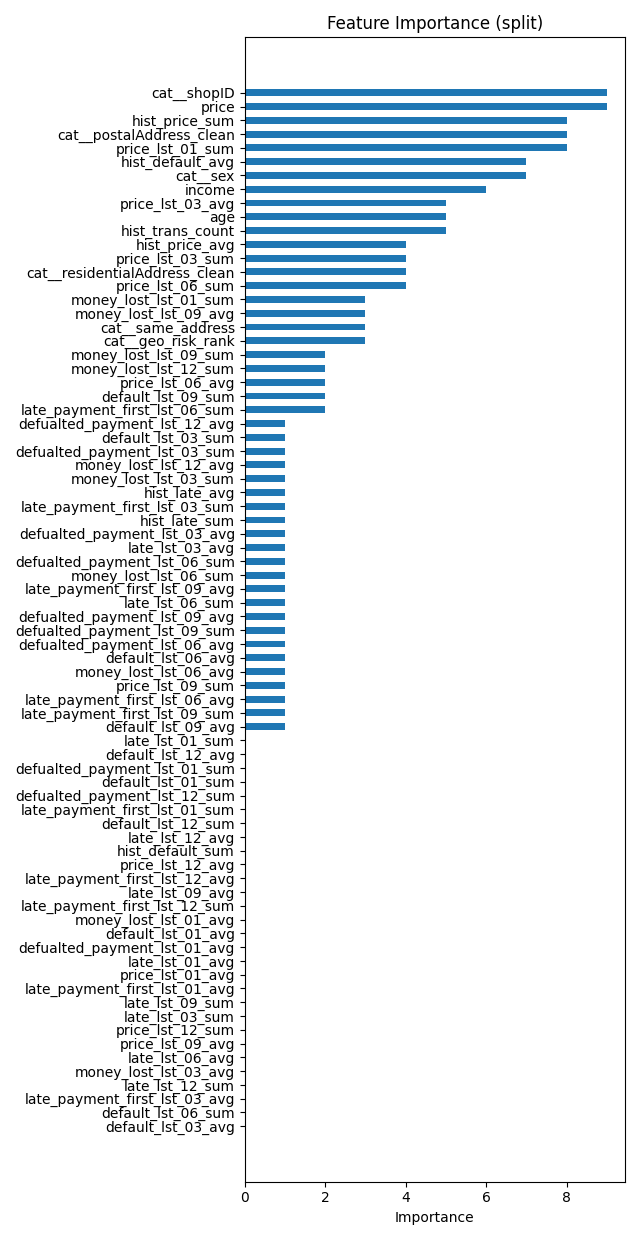 Feature Importance (split)
cat__shopID
price
hist_price_sum
cat__postalAddress_clean
price_lst_01_sum
hist_default_avg
cat__sex
income
price_lst_03_avg
age
hist_trans_count
hist_price_avg
price_lst_03_sum
cat__residentialAddress_clean
price_lst_06_sum
money_lost_lst_01_sum
money_lost_lst_09_avg
cat__same_address
cat__geo_risk_rank
money_lost_lst_09_sum
money_lost_lst_12_sum
price_lst_06_avg
default_lst_09_sum
late_payment_first_lst_06_sum
defualted_payment_lst_12_avg
default_lst_03_sum
defualted_payment_lst_03_sum
money_lost_lst_12_avg
money_lost_lst_03_sum
hist_late_avg
late_payment_first_lst_03_sum
hist_late_sum
defualted_payment_lst_03_avg
late_lst_03_avg
defualted_payment_lst_06_sum
money_lost_lst_06_sum
late_payment_first_lst_09_avg
late_lst_06_sum
defualted_payment_lst_09_avg
defualted_payment_lst_09_sum
defualted_payment_lst_06_avg
default_lst_06_avg
money_lost_lst_06_avg
price_lst_09_sum
late_payment_first_lst_06_avg
late_payment_first_lst_09_sum
default_lst_09_avg
late_lst_01_sum
default_lst_12_avg
defualted_payment_lst_01_sum
default_lst_01_sum
defualted_payment_lst_12_sum
late_payment_first_lst_01_sum
default_lst_12_sum
late_lst_12_avg
hist_default_sum
price_lst_12_avg
late_payment_first_lst_12_avg
late_lst_09_avg
late_payment_first_lst_12_sum
money_lost_lst_01_avg
default_lst_01_avg
defualted_payment_lst_01_avg
late_lst_01_avg
price_lst_01_avg
late_payment_first_lst_01_avg
late_lst_09_sum
late_lst_03_sum
price_lst_12_sum
price_lst_09_avg
late_lst_06_avg
money_lost_lst_03_avg
late_lst_12_sum
late_payment_first_lst_03_avg
default_lst_06_sum
default_lst_03_avg
0 2 4 6 8
Importance